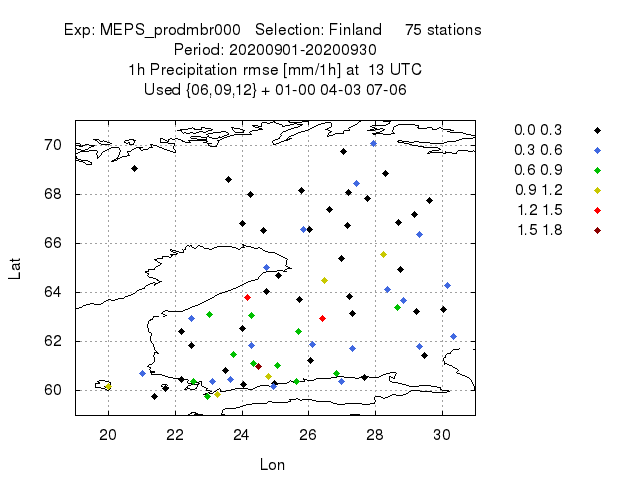 Exp: MEPS_prodmbr000 Selection: Finland 75 stations
Period: 20200901-20200930
1h Precipitation rmse [mm/1h] at 13 UTC
Used {06,09,12} + 01-00 04-03 07-06
0.0 0.3
0.3 0.6
0.6 0.9
0.9 1.2
1.2 1.5
1.5 1.8
70
68
66
64
62
60
Lat
20 22 24 26 28 30
Lon